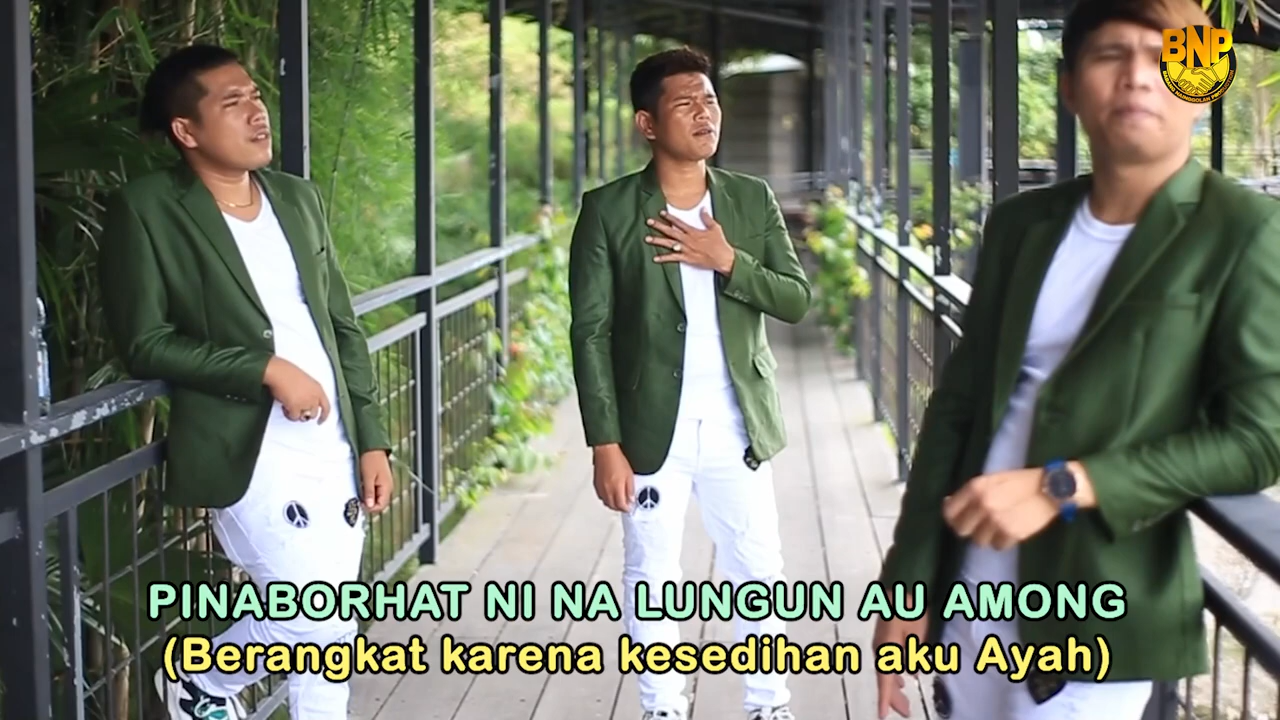 BNP
PINABORHAT NI NA LUNGUN AU AMONG
(Berangkat karena kesedihan aku Ayah)